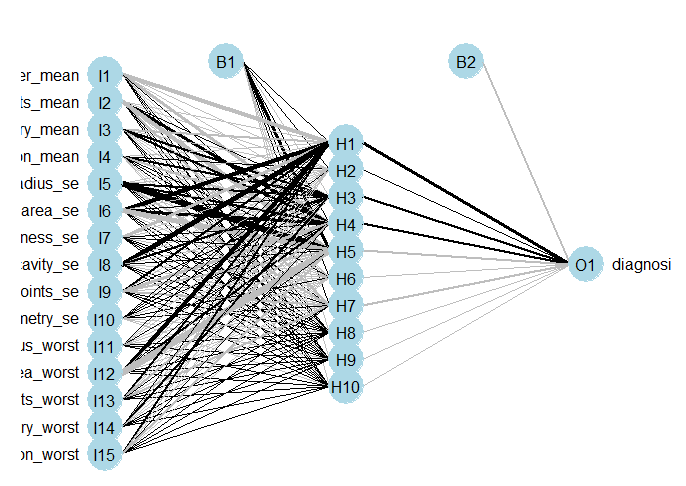 B1
B2
er_mean I1
ts_mean I2
ry_mean I3
on_mean I4
adius_se I5
area_se I6
ness_se I7
cavity_se I8
oints_se I9
netry_se I10
us_worst I11
ea_worst I12
ts_worst I13
ry_worst I14
on_worst I15
H1
H2
H3
H4
H5
H6
H7
H8
H9
H10
O1 diagnosi